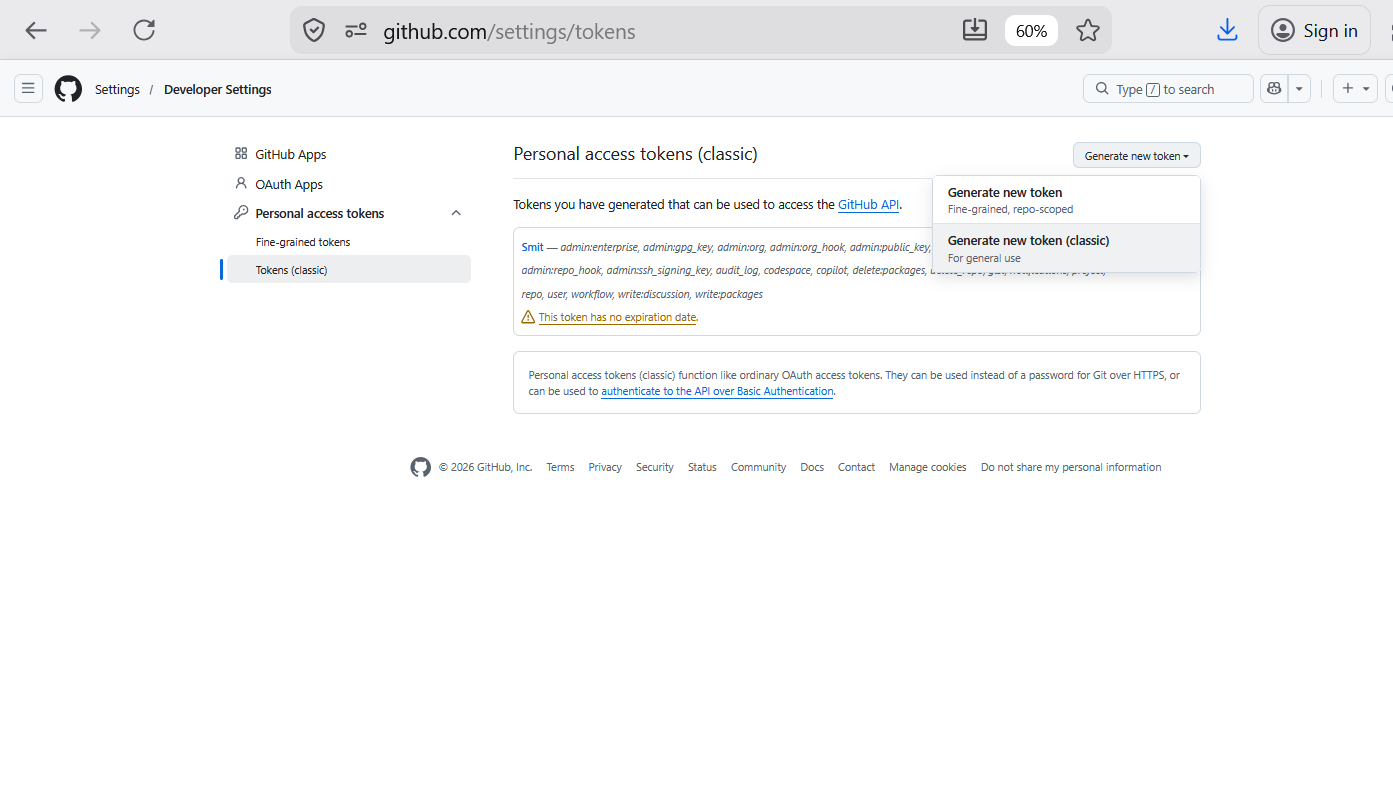 github.com/settings/tokens
60%
Sign in
Settings / Developer Settings
Type / to search
GitHub Apps
OAuth Apps
Personal access tokens
Fine-grained tokens
Tokens (classic)
Personal access tokens (classic)
Generate new token
Generate new token
Fine-grained, repo-scoped
Generate new token (classic)
For general use
Tokens you have generated that can be used to access the GitHub API.
Smit — admin:enterprise, admin:gpg_key, admin:org, admin:org_hook, admin:public_key,
admin:repo_hook, admin:ssh_signing_key, audit_log, codespace, copilot, delete:packages,
repo, user, workflow, write:discussion, write:packages
This token has no expiration date.
Personal access tokens (classic) function like ordinary OAuth access tokens. They can be used instead of a password for Git over HTTPS, or
can be used to authenticate to the API over Basic Authentication.
© 2026 GitHub, Inc. Terms Privacy Security Status Community Docs Contact Manage cookies Do not share my personal information